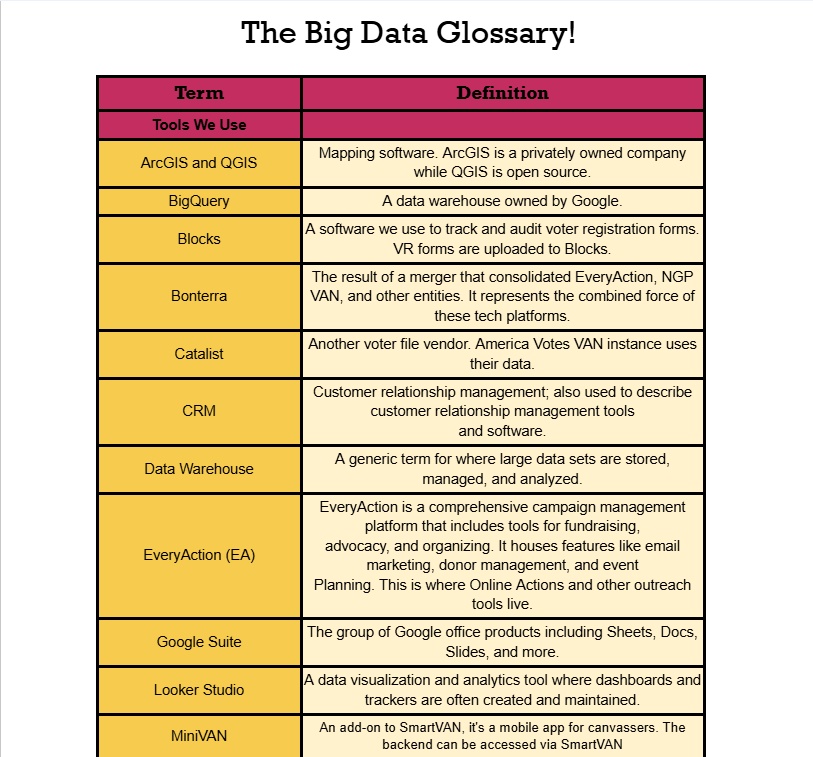 The Big Data Glossary!
Term
Definition
Tools We Use
ArcGIS and QGIS
Mapping software. ArcGIS is a privately owned company
while QGIS is open source.
BigQuery
A data warehouse owned by Google.
Blocks
A software we use to track and audit voter registration forms.
VR forms are uploaded to Blocks.
Bonterra
The result of a merger that consolidated EveryAction, NGP
VAN, and other entities. It represents the combined force of
these tech platforms.
Catalist
Another voter file vendor. America Votes VAN instance uses
their data.
CRM
Customer relationship management; also used to describe
customer relationship management tools
and software.
Data Warehouse
A generic term for where large data sets are stored,
managed, and analyzed.
EveryAction (EA)
EveryAction is a comprehensive campaign management
platform that includes tools for fundraising,
advocacy, and organizing. It houses features like email
marketing, donor management, and event
Planning. This is where Online Actions and other outreach
tools live.
Google Suite
The group of Google office products including Sheets, Docs,
Slides, and more.
Looker Studio
A data visualization and analytics tool where dashboards and
trackers are often created and maintained.
MiniVAN
An add-on to SmartVAN, it's a mobile app for canvassers. The
backend can be accessed via SmartVAN